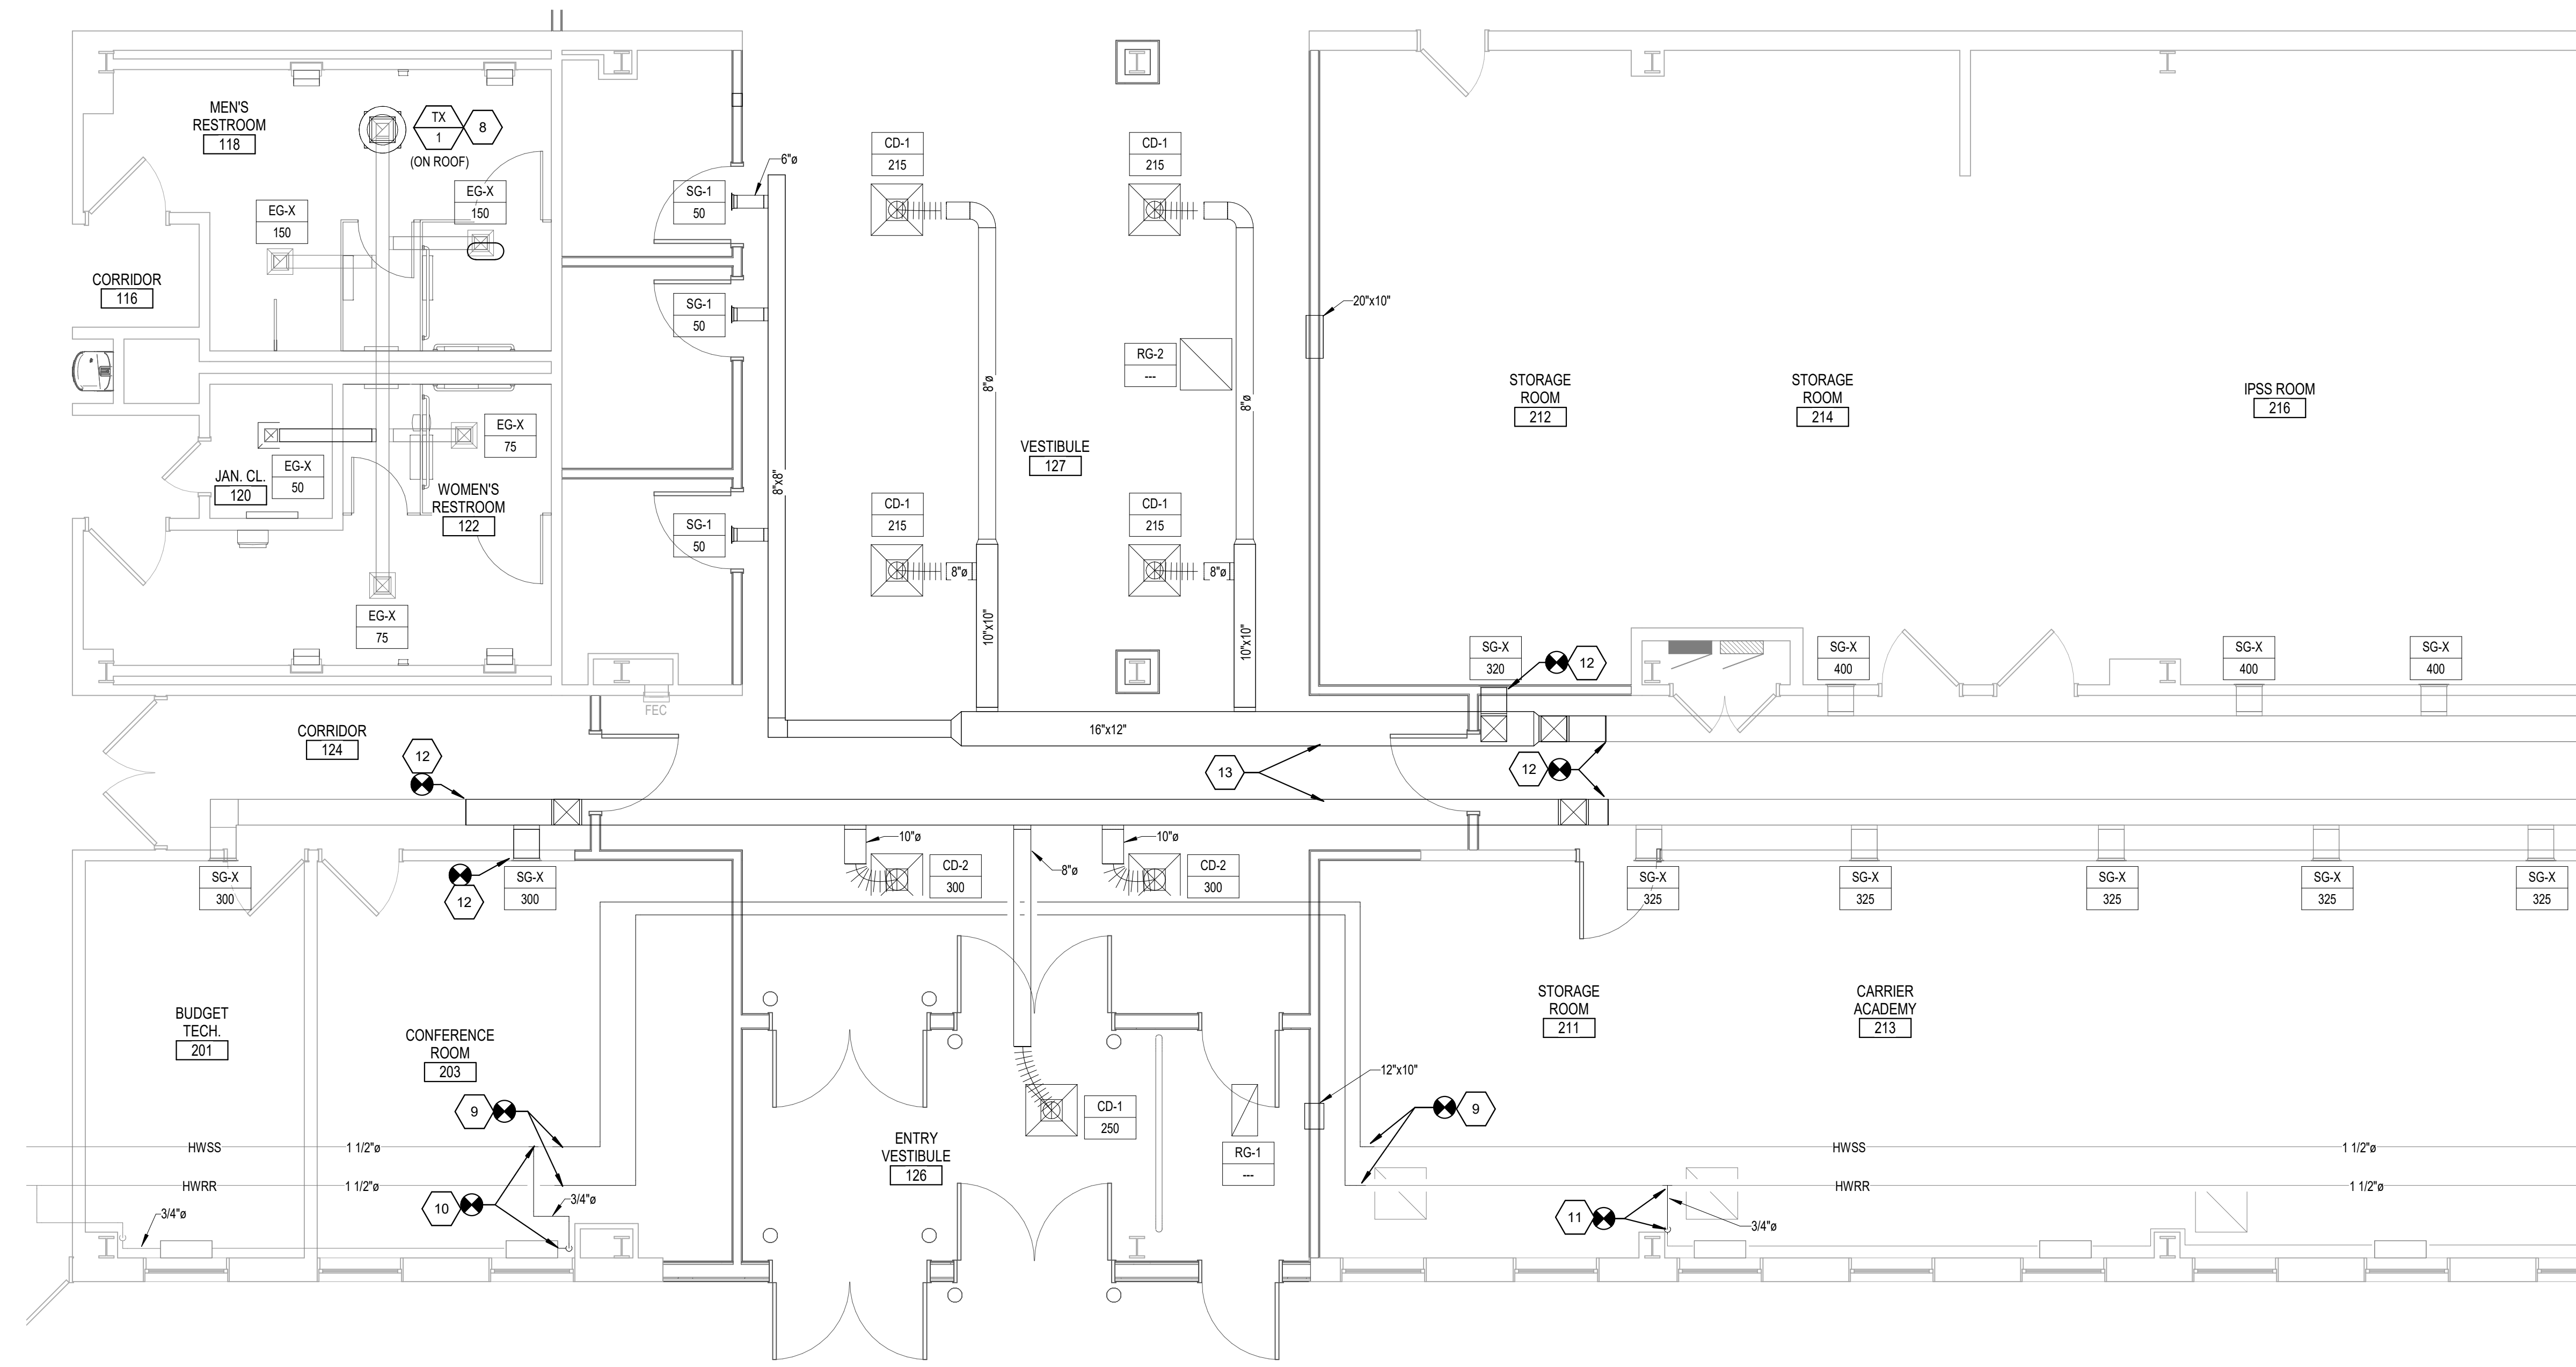 MEN'S
RESTROOM
118
TX
1
8
(ON ROOF)
EG-X
150
EG-X
150
CORRIDOR
116
JAN. CL.
120
EG-X
50
EG-X
75
WOMEN'S
RESTROOM
122
EG-X
75
6"ø
SG-1
50
SG-1
50
SG-1
50
8"x8"
CD-1
215
CD-1
215
8"ø
8"ø
RG-2
---
VESTIBULE
127
CD-1
215
CD-1
215
8"ø
8"ø
10"x10"
10"x10"
20"x10"
STORAGE
ROOM
212
STORAGE
ROOM
214
IPSS ROOM
216
SG-X
320
12
SG-X
400
SG-X
400
SG-X
400
FEC
CORRIDOR
124
12
16"x12"
13
12
10"ø
10"ø
8"ø
CD-2
300
CD-2
300
SG-X
300
12
SG-X
300
SG-X
325
SG-X
325
SG-X
325
SG-X
325
SG-X
325
BUDGET
TECH.
201
CONFERENCE
ROOM
203
STORAGE
ROOM
211
CARRIER
ACADEMY
213
12"x10"
9
9
CD-1
250
ENTRY
VESTIBULE
126
RG-1
---
HWSS
1 1/2"ø
HWSS
1 1/2"ø
HWRR
1 1/2"ø
HWRR
1 1/2"ø
10
3/4"ø
3/4"ø
11
3/4"ø